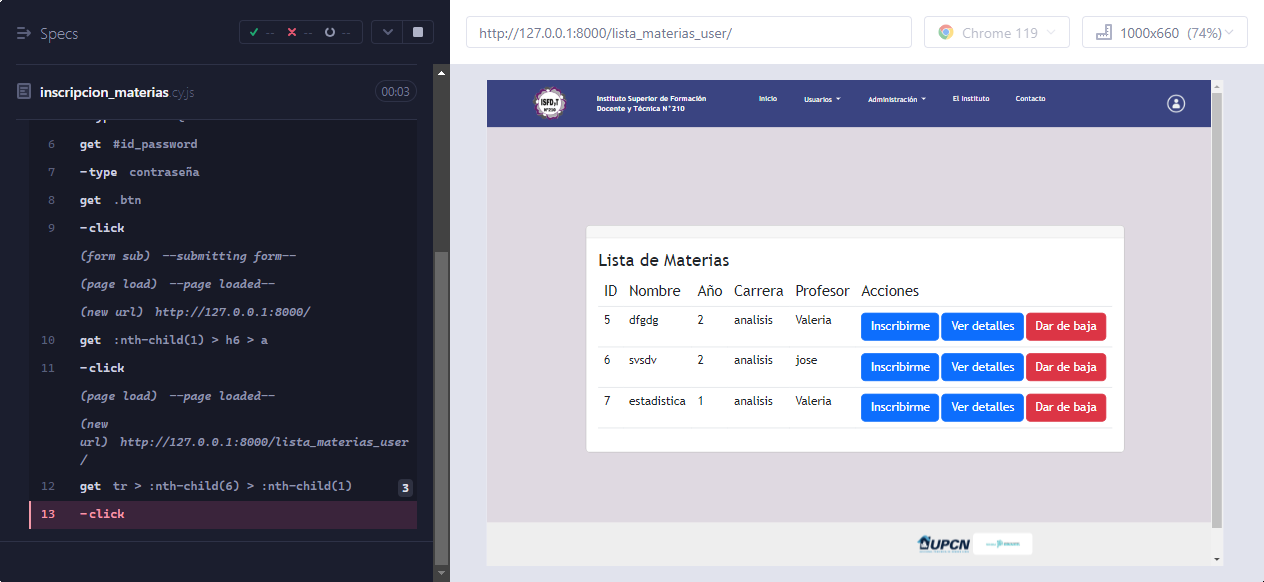 Specs
-- -- --
inscripcion_materias.cy.js 00:03
6 get #id_password
7 -type contraseña
8 get .btn
9 -click
(form sub) --submitting form--
(page load) --page loaded--
(new url) http://127.0.0.1:8000/
10 get :nth-child(1) > h6 > a
11 -click
(page load) --page loaded--
(new
url) http://127.0.0.1:8000/lista_materias_user
/
12 get tr > :nth-child(6) > :nth-child(1) 3
13 -click
http://127.0.0.1:8000/lista_materias_user/ Chrome 119 1000x660 (74%)
ISFDyT
N°210
Instituto Superior de Formación
Docente y Técnica N°210
Inicio Usuarios Administración El Instituto Contacto
Lista de Materias
ID Nombre Año Carrera Profesor Acciones
5 dfgdg 2 analisis Valeria Inscribirme Ver detalles Dar de baja
6 svsdv 2 analisis jose Inscribirme Ver detalles Dar de baja
7 estadistica 1 analisis Valeria Inscribirme Ver detalles Dar de baja
UPCN